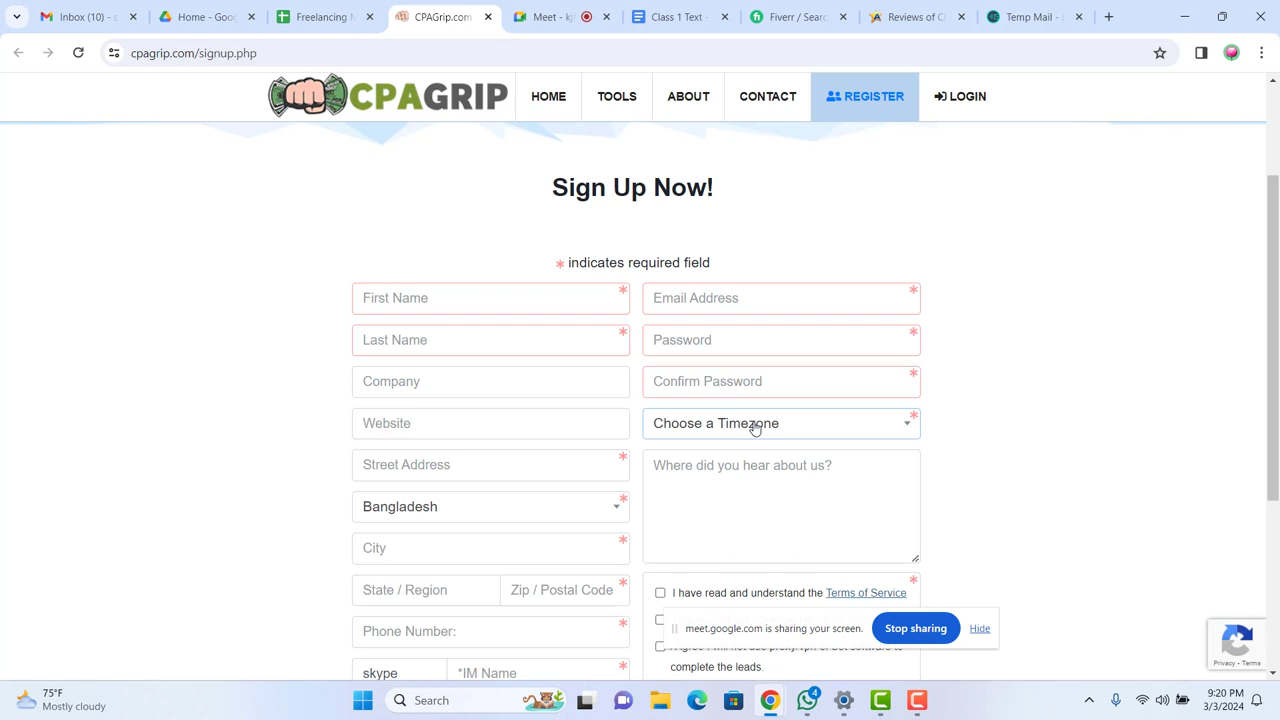 Inbox (10) -
Home - Goo
Freelancing N
CPAGrip.com
Meet - kj
Class 1 Text -
Fiverr / Sear
Reviews of C
Temp Mail -
cpagrip.com/signup.php
CPAGRIP
HOME
TOOLS
ABOUT
CONTACT
REGISTER
LOGIN
Sign Up Now!
* indicates required field
First Name *
Email Address *
Last Name *
Password *
Company
Confirm Password *
Website
Choose a Timezone *
Street Address *
Where did you hear about us?
Bangladesh *
City *
State / Region
Zip / Postal Code *
I have read and understand the Terms of Service *
Phone Number: *
meet.google.com is sharing your screen.
Stop sharing
Hide
complete the leads.
skype
*IM Name *
Privacy - Terms
75°F
Mostly cloudy
Search
4
9:20 PM
3/3/2024